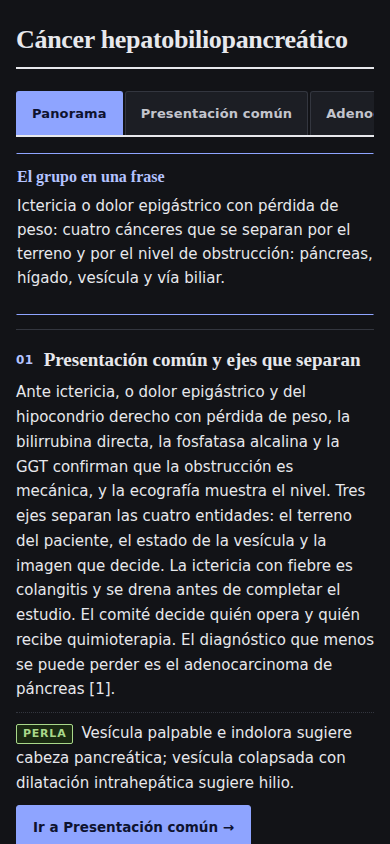 Cáncer hepatobiliopancreático
Panorama
Presentación común
Adeno
El grupo en una frase
Ictericia o dolor epigástrico con pérdida de
peso: cuatro cánceres que se separan por el
terreno y por el nivel de obstrucción: páncreas,
hígado, vesícula y vía biliar.
01 Presentación común y ejes que separan
Ante ictericia, o dolor epigástrico y del
hipocondrio derecho con pérdida de peso, la
bilirrubina directa, la fosfatasa alcalina y la
GGT confirman que la obstrucción es
mecánica, y la ecografía muestra el nivel. Tres
ejes separan las cuatro entidades: el terreno
del paciente, el estado de la vesícula y la
imagen que decide. La ictericia con fiebre es
colangitis y se drena antes de completar el
estudio. El comité decide quién opera y quién
recibe quimioterapia. El diagnóstico que menos
se puede perder es el adenocarcinoma de
páncreas [1].
PERLA Vesícula palpable e indolora sugiere
cabeza pancreática; vesícula colapsada con
dilatación intrahepática sugiere hilio.
Ir a Presentación común →